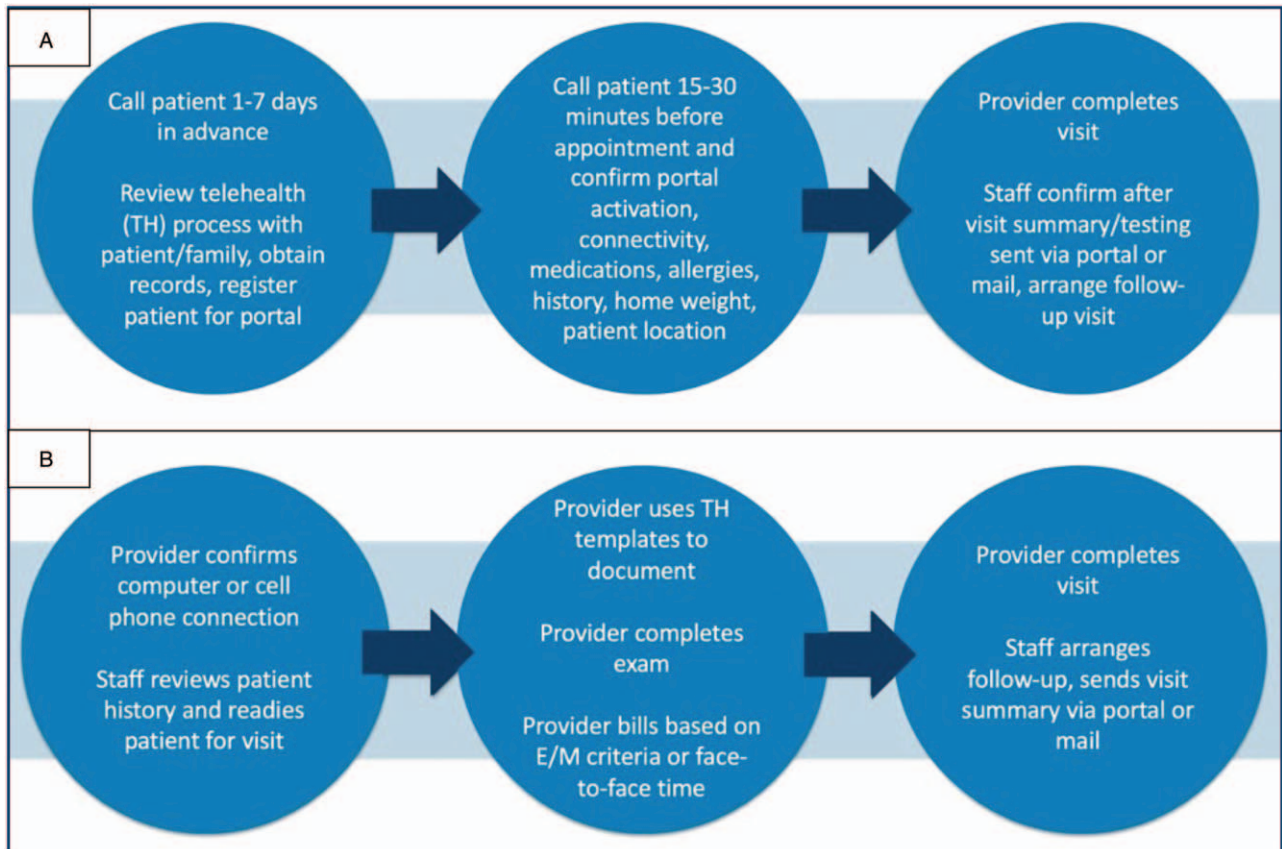 A
Call patient 1-7 days
in advance
Review telehealth
(TH) process with
patient/family, obtain
records, register
patient for portal
Call patient 15-30
minutes before
appointment and
confirm portal
activation,
connectivity,
medications, allergies,
history, home weight,
patient location
Provider completes
visit
Staff confirm after
visit summary/testing
sent via portal or
mail, arrange follow-
up visit
B
Provider confirms
computer or cell
phone connection
Staff reviews patient
history and readies
patient for visit
Provider uses TH
templates to
document
Provider completes
exam
Provider bills based on
E/M criteria or face-
to-face time
Provider completes
visit
Staff arranges
follow-up, sends visit
summary via portal or
mail